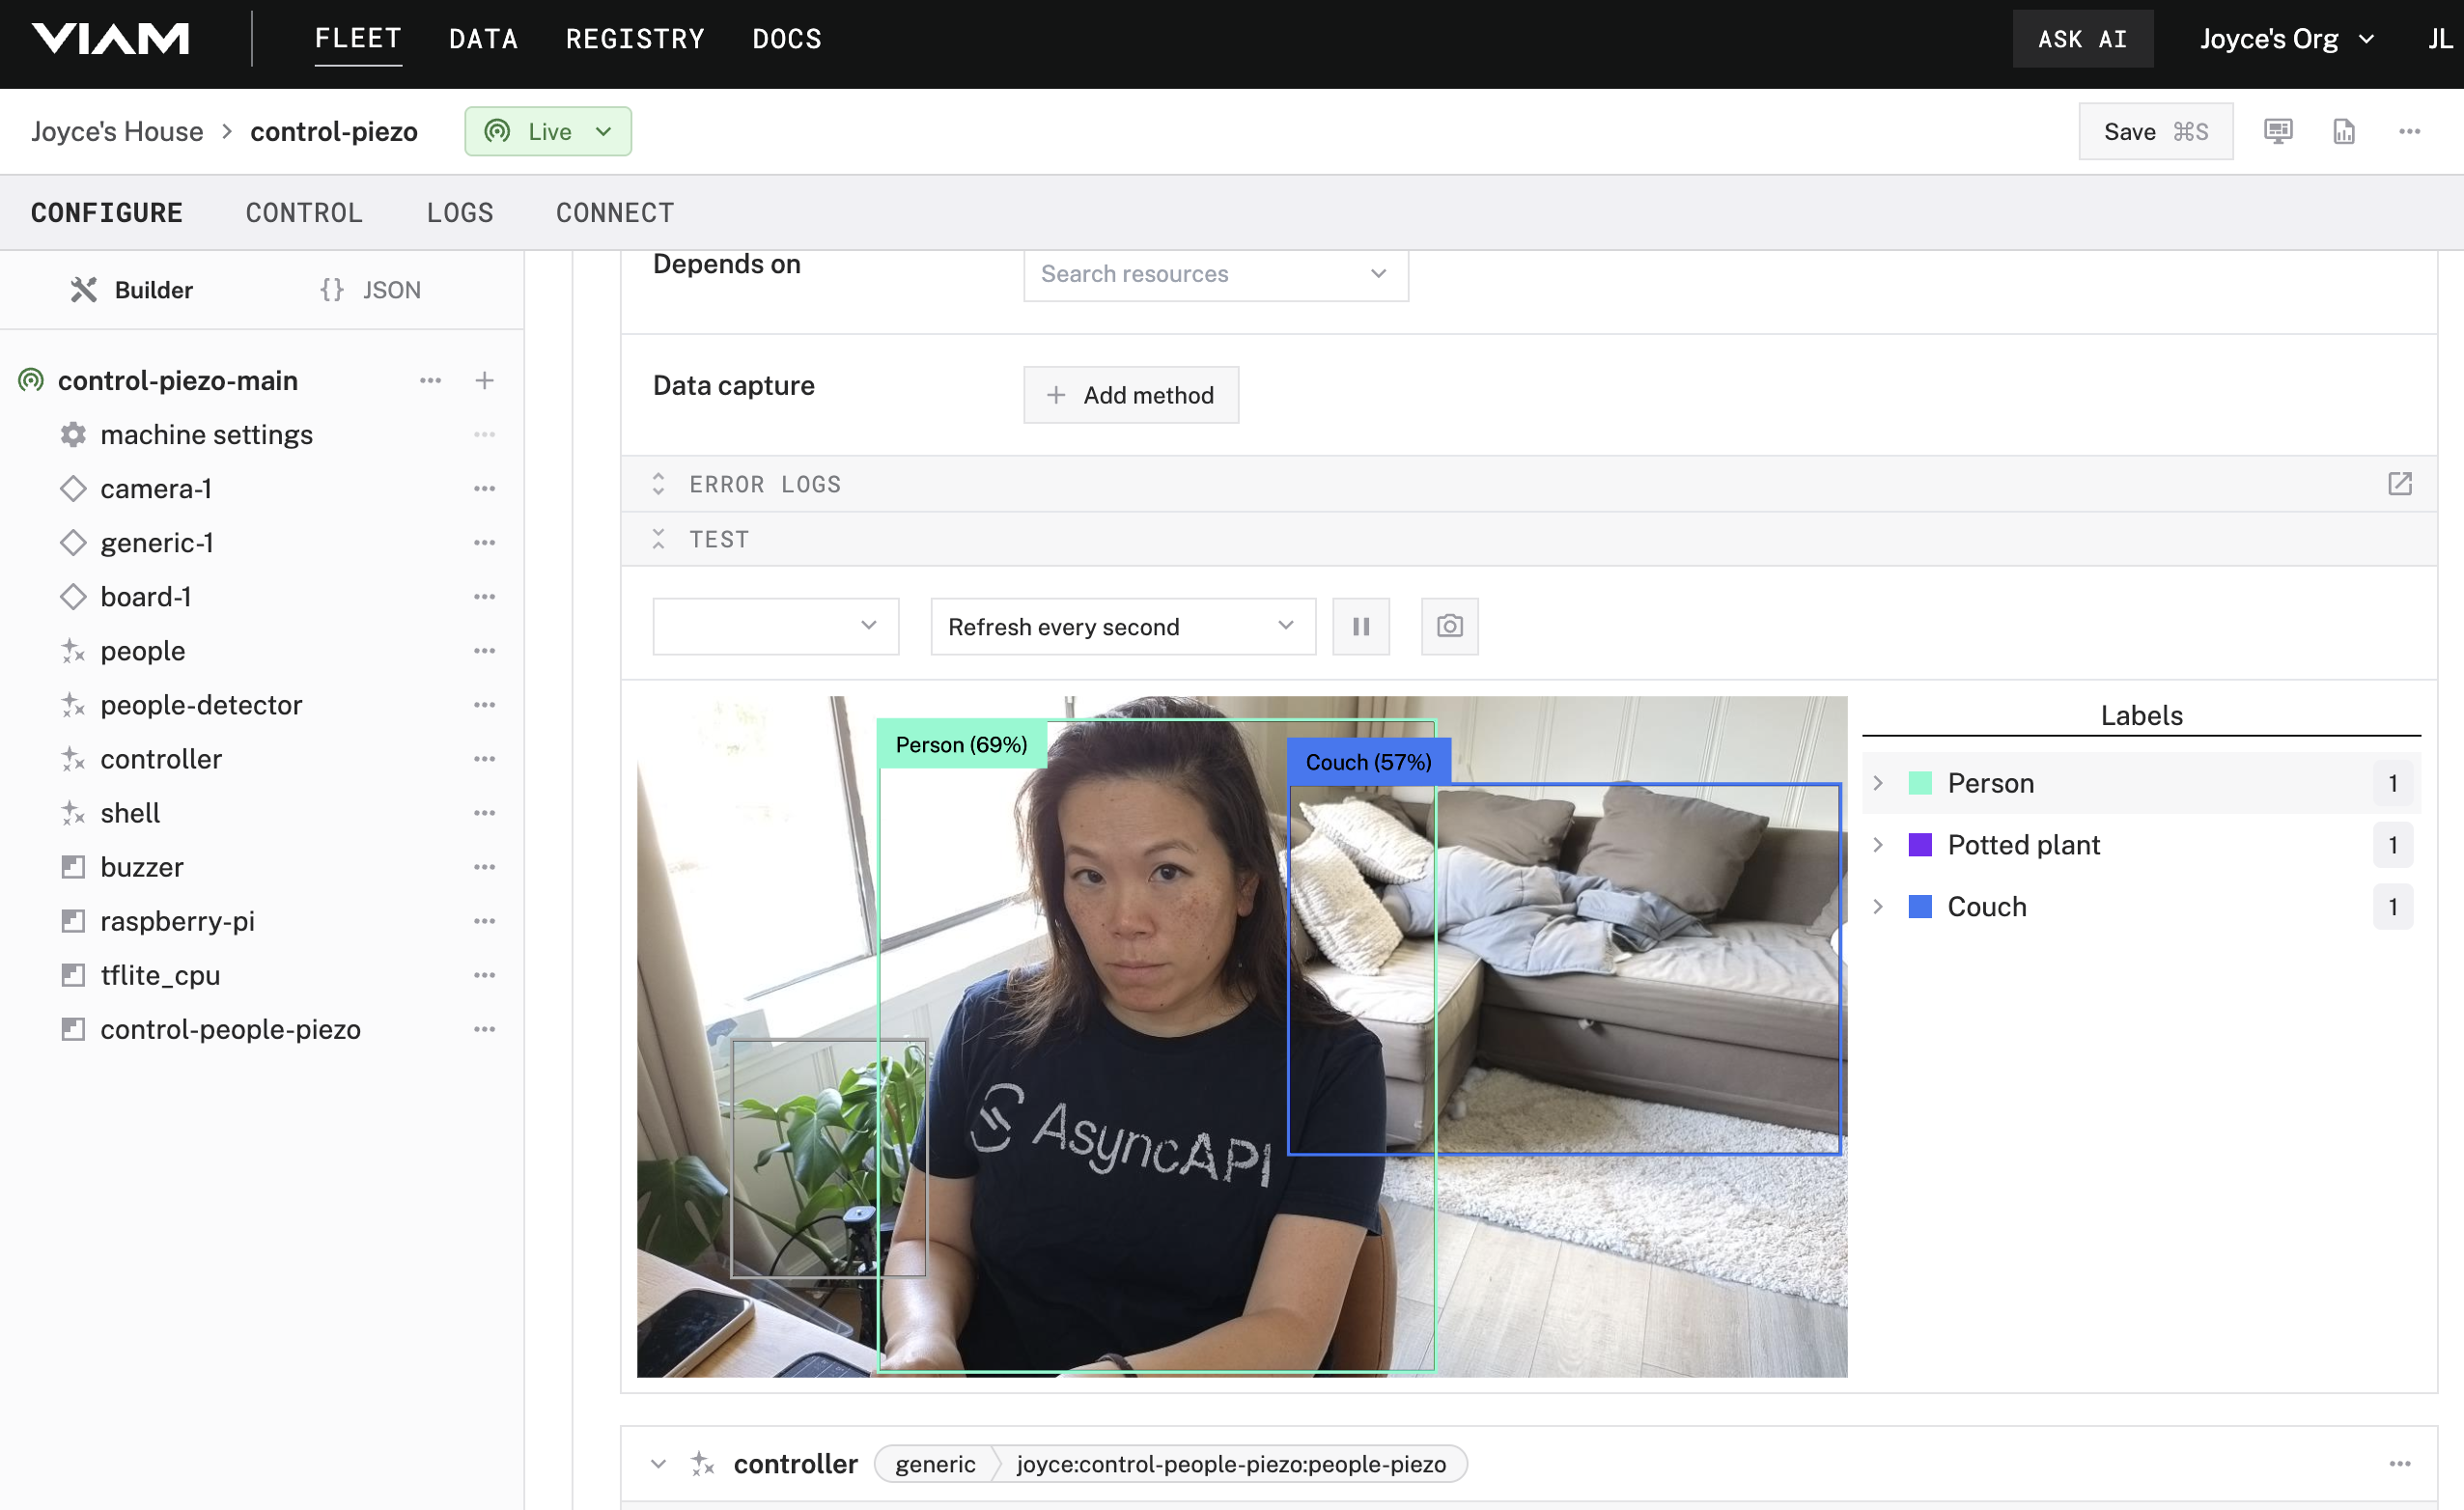 VIAM
FLEET
DATA
REGISTRY
DOCS
ASK AI
Joyce's Org
JL
Joyce's House > control-piezo
Live
Save ⌘S
CONFIGURE
CONTROL
LOGS
CONNECT
Builder
{} JSON
control-piezo-main
machine settings
camera-1
generic-1
board-1
people
people-detector
controller
shell
buzzer
raspberry-pi
tflite_cpu
control-people-piezo
Depends on
Search resources
Data capture
+ Add method
ERROR LOGS
TEST
Refresh every second
Person (69%)
Couch (57%)
AsyncAPI
Labels
Person 1
Potted plant 1
Couch 1
controller
generic
joyce:control-people-piezo:people-piezo